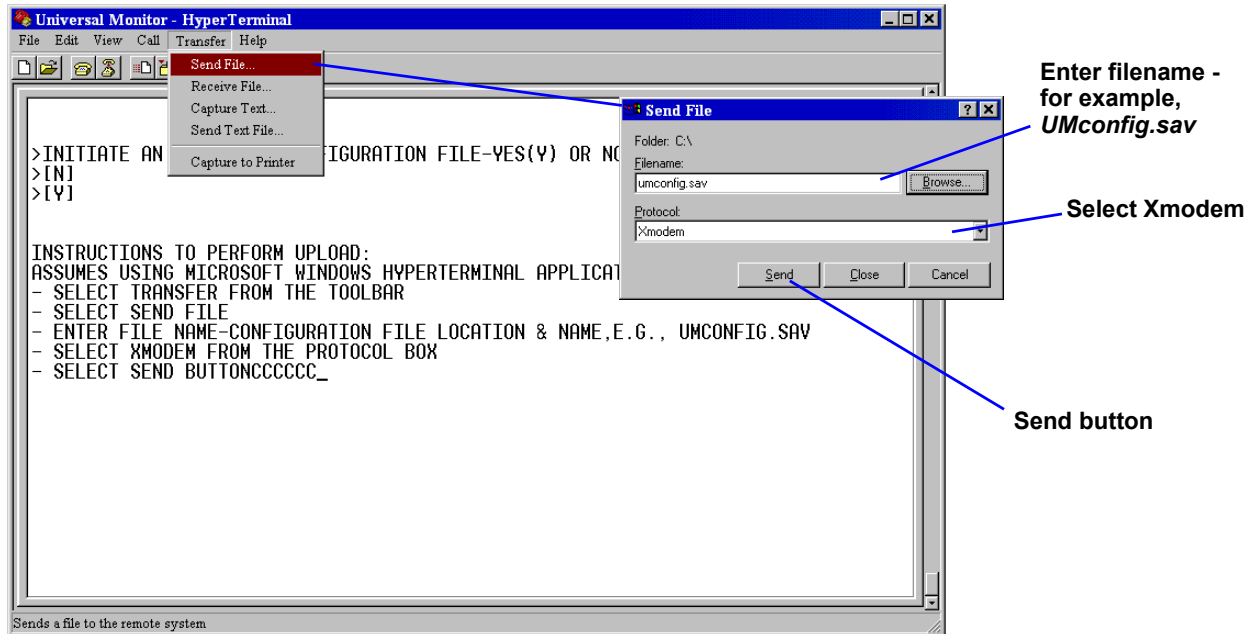 Universal Monitor - HyperTerminal
File Edit View Call Transfer Help
Send File...
Receive File...
Capture Text...
Send Text File...
Capture to Printer
>INITIATE AN IGURATION FILE-YES(Y) OR NO
>[N]
>[Y]
INSTRUCTIONS TO PERFORM UPLOAD:
ASSUMES USING MICROSOFT WINDOWS HYPERTERMINAL APPLICAT
- SELECT TRANSFER FROM THE TOOLBAR
- SELECT SEND FILE
- ENTER FILE NAME-CONFIGURATION FILE LOCATION & NAME,E.G., UMCONFIG.SAV
- SELECT XMODEM FROM THE PROTOCOL BOX
- SELECT SEND BUTTONCCCCCC_
Sends a file to the remote system
Send File
Folder: C:\
Filename:
umconfig.sav
Browse...
Protocol:
Xmodem
Send Close Cancel
Enter filename -
for example,
UMconfig.sav
Select Xmodem
Send button